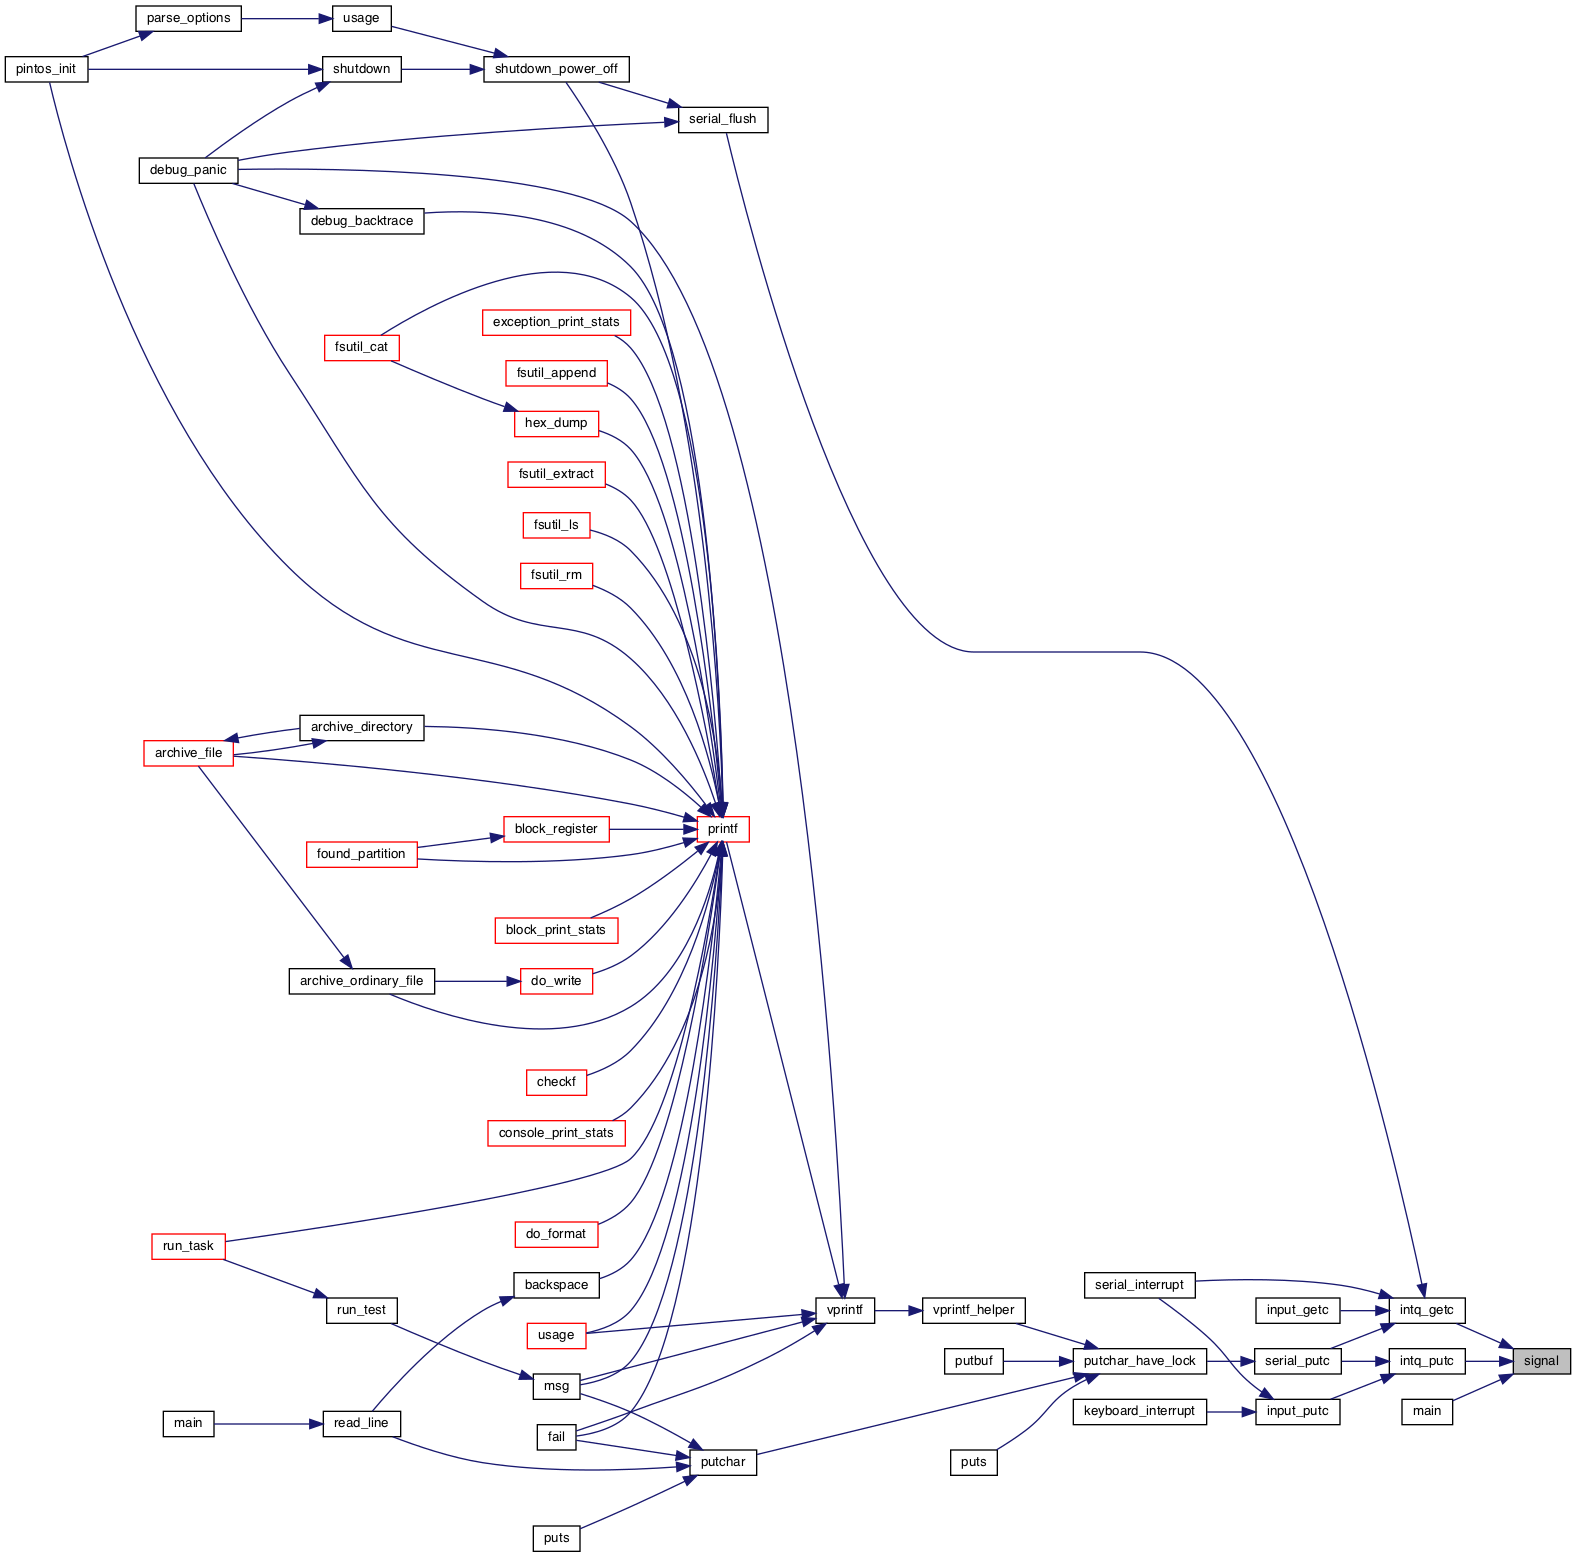 parse_options
usage
pintos_init
shutdown
shutdown_power_off
serial_flush
debug_panic
debug_backtrace
exception_print_stats
fsutil_cat
fsutil_append
hex_dump
fsutil_extract
fsutil_ls
fsutil_rm
archive_directory
archive_file
printf
block_register
found_partition
block_print_stats
archive_ordinary_file
do_write
checkf
console_print_stats
do_format
run_task
backspace
serial_interrupt
run_test
vprintf
vprintf_helper
input_getc
intq_getc
usage
putbuf
putchar_have_lock
serial_putc
intq_putc
signal
msg
main
read_line
keyboard_interrupt
input_putc
main
fail
putchar
puts
puts